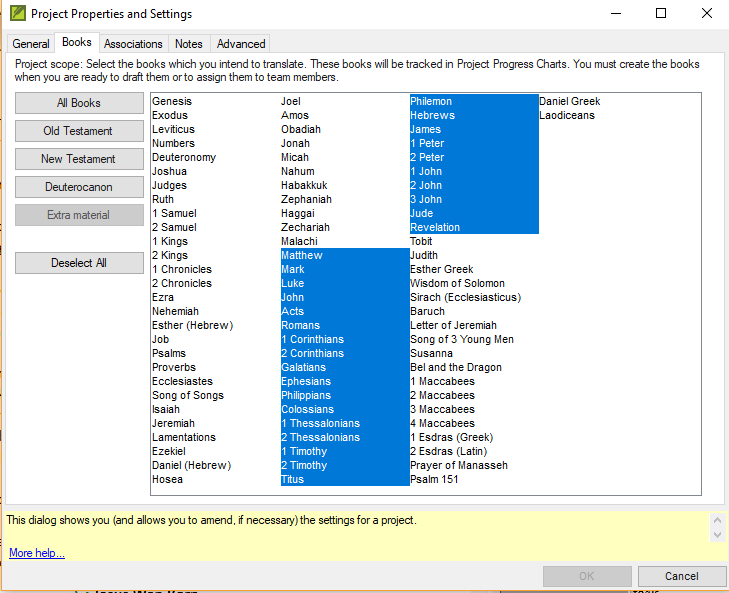 Project Properties and Settings
General
Books
Associations
Notes
Advanced
Project scope: Select the books which you intend to translate. These books will be tracked in Project Progress Charts. You must create the books
when you are ready to draft them or to assign them to team members.
All Books
Old Testament
New Testament
Deuterocanon
Extra material
Deselect All
Genesis
Exodus
Leviticus
Numbers
Deuteronomy
Joshua
Judges
Ruth
1 Samuel
2 Samuel
1 Kings
2 Kings
1 Chronicles
2 Chronicles
Ezra
Nehemiah
Esther (Hebrew)
Job
Psalms
Proverbs
Ecclesiastes
Song of Songs
Isaiah
Jeremiah
Lamentations
Ezekiel
Daniel (Hebrew)
Hosea
Joel
Amos
Obadiah
Jonah
Micah
Nahum
Habakkuk
Zephaniah
Haggai
Zechariah
Malachi
Matthew
Mark
Luke
John
Acts
Romans
1 Corinthians
2 Corinthians
Galatians
Ephesians
Philippians
Colossians
1 Thessalonians
2 Thessalonians
1 Timothy
2 Timothy
Titus
Philemon
Hebrews
James
1 Peter
2 Peter
1 John
2 John
3 John
Jude
Revelation
Tobit
Judith
Esther Greek
Wisdom of Solomon
Sirach (Ecclesiasticus)
Baruch
Letter of Jeremiah
Song of 3 Young Men
Susanna
Bel and the Dragon
1 Maccabees
2 Maccabees
3 Maccabees
4 Maccabees
1 Esdras (Greek)
2 Esdras (Latin)
Prayer of Manasseh
Psalm 151
Daniel Greek
Laodiceans
This dialog shows you (and allows you to amend, if necessary) the settings for a project.
More help...
OK
Cancel